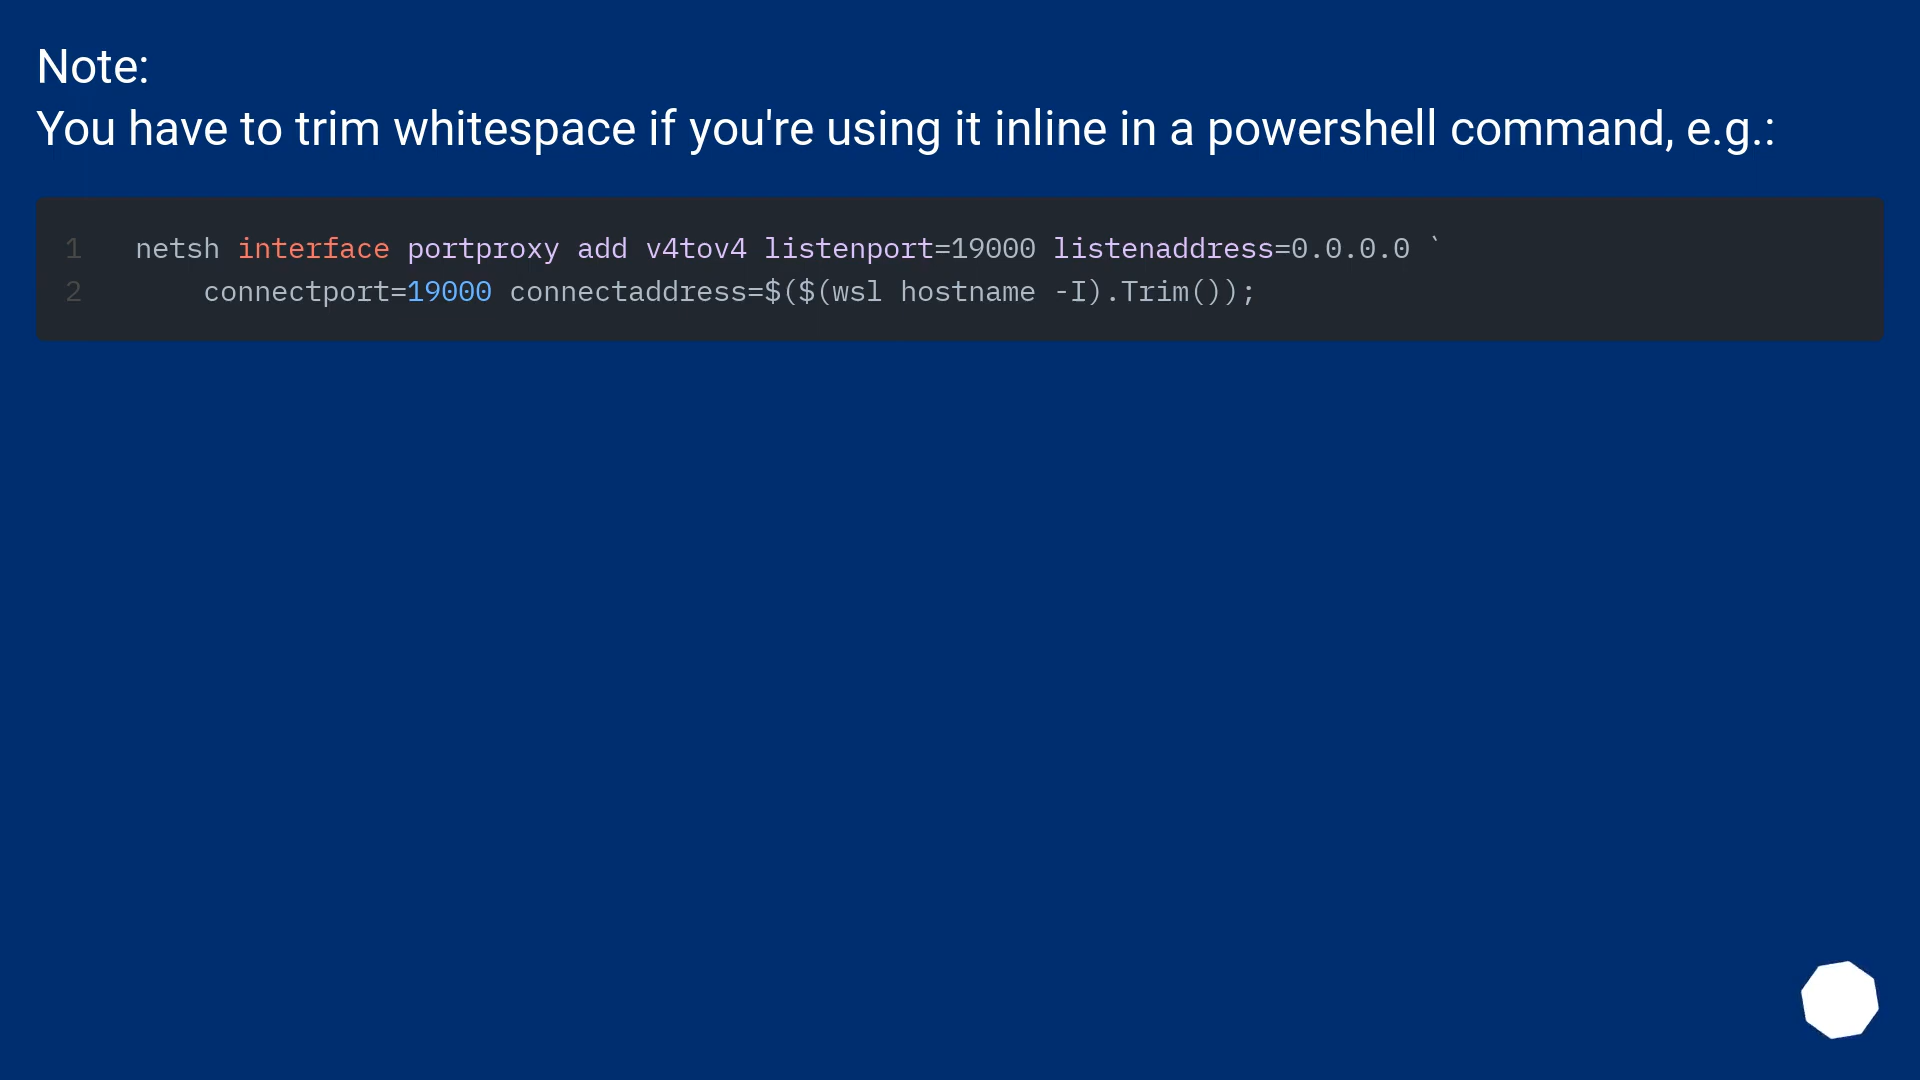 Note:
You have to trim whitespace if you're using it inline in a powershell command, e.g.:
1 netsh interface portproxy add v4tov4 listenport=19000 listenaddress=0.0.0.0 `
2 connectport=19000 connectaddress=$($(wsl hostname -I).Trim());